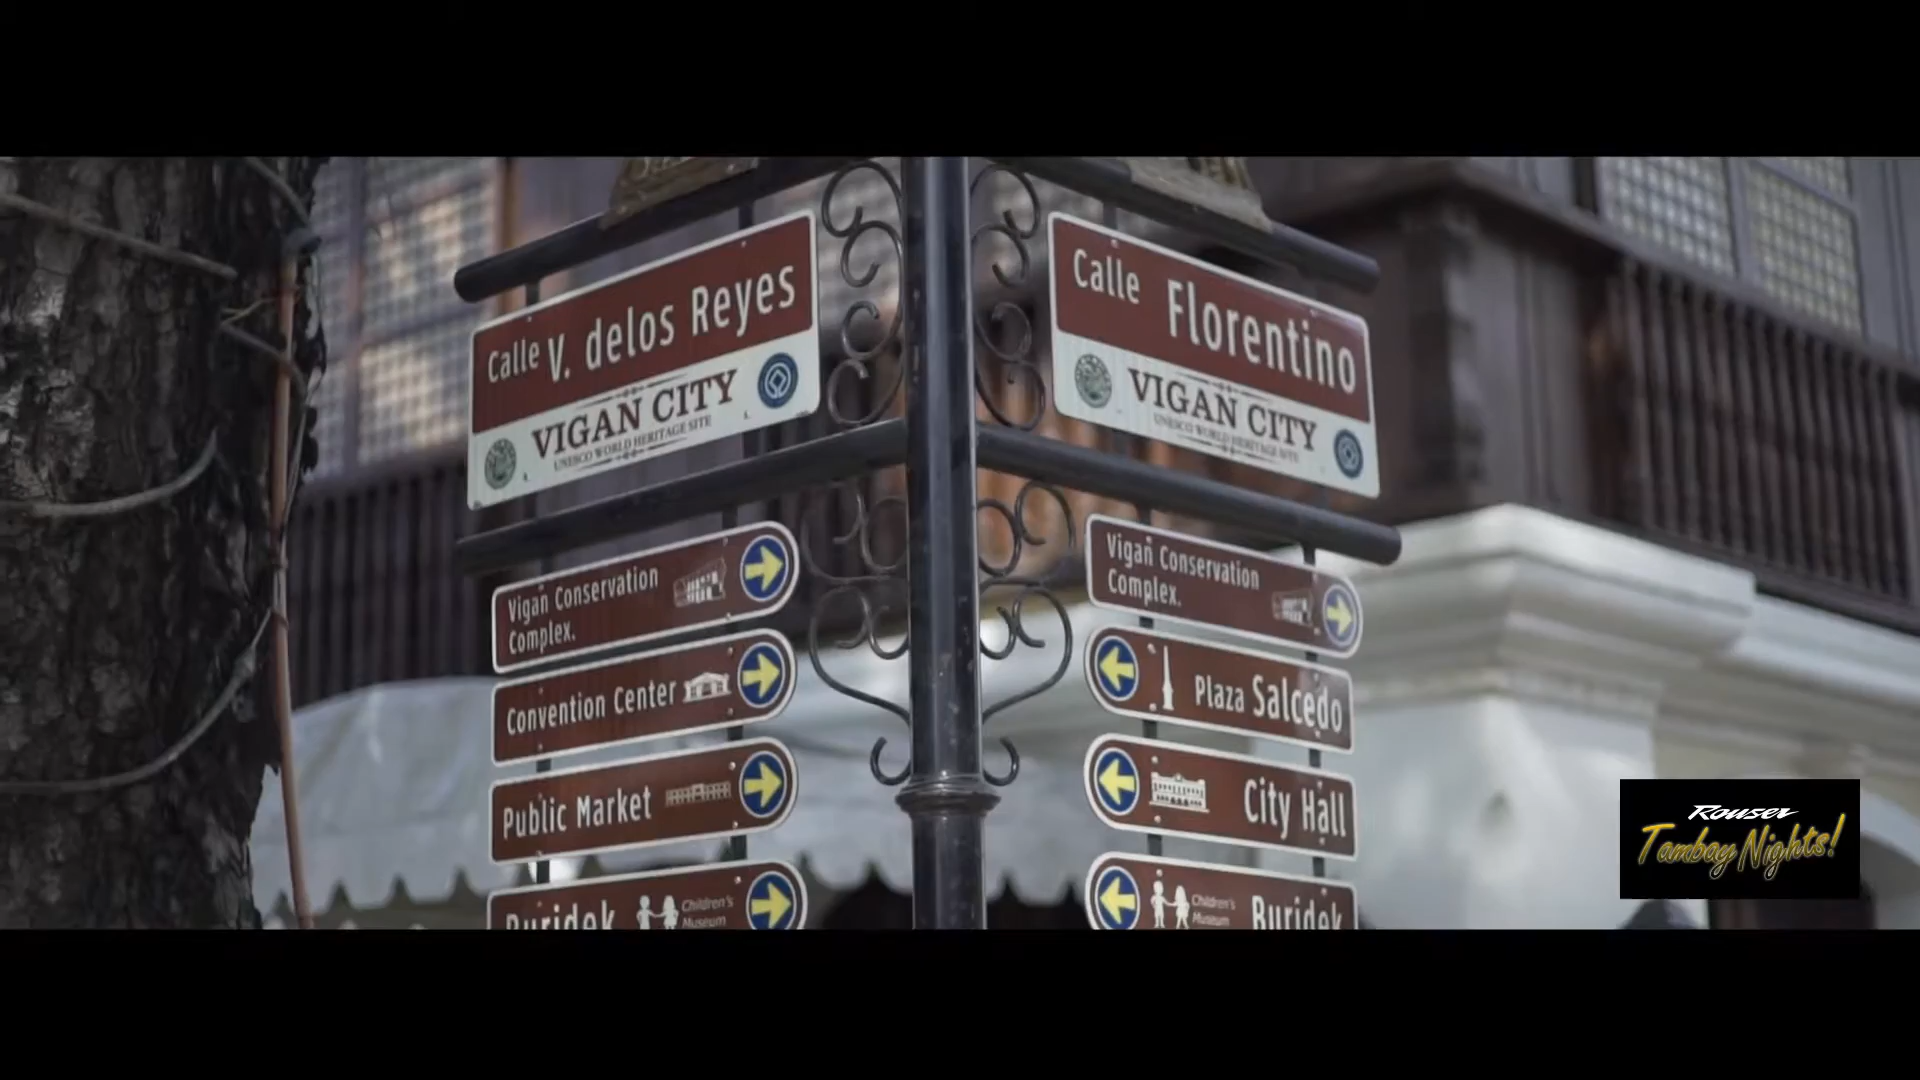 Calle V. delos Reyes
VIGAN CITY
UNESCO WORLD HERITAGE SITE
Vigan Conservation
Complex.
Convention Center
Public Market
Buridek
Children's
Museum
Calle Florentino
VIGAN CITY
UNESCO WORLD HERITAGE SITE
Vigan Conservation
Complex.
Plaza Salcedo
City Hall
Children's
Museum
Buridek
Rouser
Tambay Nights!